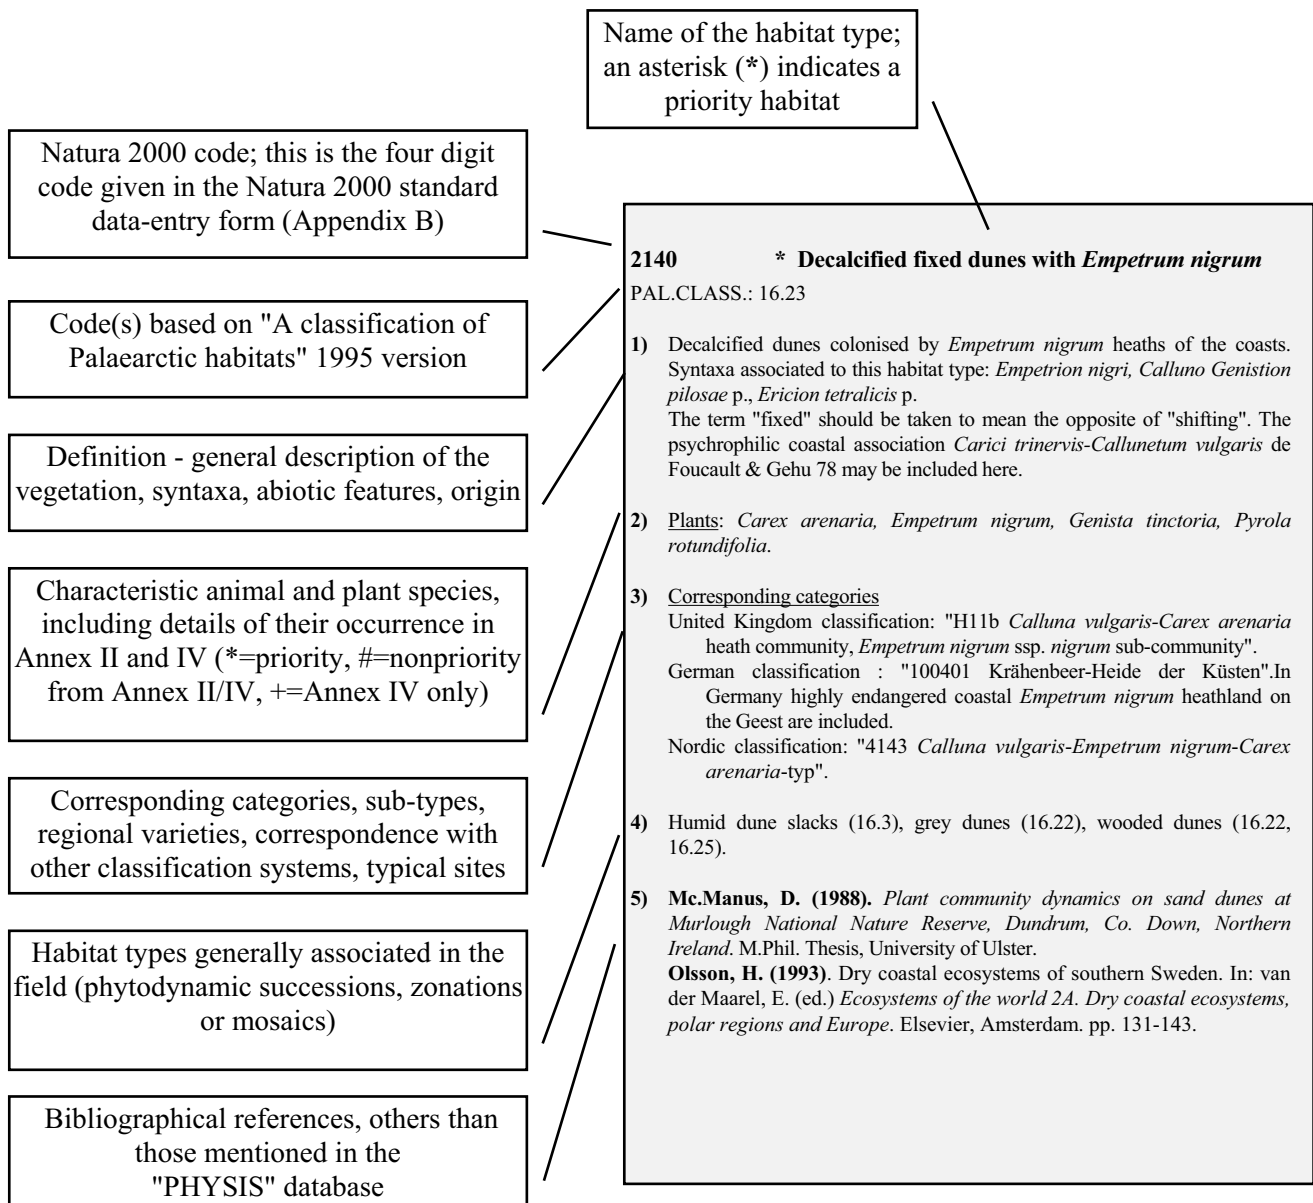 Name of the habitat type;
an asterisk (*) indicates a
priority habitat
Natura 2000 code; this is the four digit
code given in the Natura 2000 standard
data-entry form (Appendix B)
Code(s) based on "A classification of
Palaearctic habitats" 1995 version
Definition - general description of the
vegetation, syntaxa, abiotic features, origin
Characteristic animal and plant species,
including details of their occurrence in
Annex II and IV (*=priority, #=nonpriority
from Annex II/IV, +=Annex IV only)
Corresponding categories, sub-types,
regional varieties, correspondence with
other classification systems, typical sites
Habitat types generally associated in the
field (phytodynamic successions, zonations
or mosaics)
Bibliographical references, others than
those mentioned in the
"PHYSIS" database
2140 * Decalcified fixed dunes with Empetrum nigrum
PAL.CLASS.: 16.23
1) Decalcified dunes colonised by Empetrum nigrum heaths of the coasts.
Syntaxa associated to this habitat type: Empetrion nigri, Calluno Genistion
pilosae p., Ericion tetralicis p.
The term "fixed" should be taken to mean the opposite of "shifting". The
psychrophilic coastal association Carici trinervis-Callunetum vulgaris de
Foucault & Gehu 78 may be included here.
2) Plants: Carex arenaria, Empetrum nigrum, Genista tinctoria, Pyrola
rotundifolia.
3) Corresponding categories
United Kingdom classification: "H11b Calluna vulgaris-Carex arenaria
heath community, Empetrum nigrum ssp. nigrum sub-community".
German classification : "100401 Krähenbeer-Heide der Küsten".In
Germany highly endangered coastal Empetrum nigrum heathland on
the Geest are included.
Nordic classification: "4143 Calluna vulgaris-Empetrum nigrum-Carex
arenaria-typ".
4) Humid dune slacks (16.3), grey dunes (16.22), wooded dunes (16.22,
16.25).
5) Mc.Manus, D. (1988). Plant community dynamics on sand dunes at
Murlough National Nature Reserve, Dundrum, Co. Down, Northern
Ireland. M.Phil. Thesis, University of Ulster.
Olsson, H. (1993). Dry coastal ecosystems of southern Sweden. In: van
der Maarel, E. (ed.) Ecosystems of the world 2A. Dry coastal ecosystems,
polar regions and Europe. Elsevier, Amsterdam. pp. 131-143.